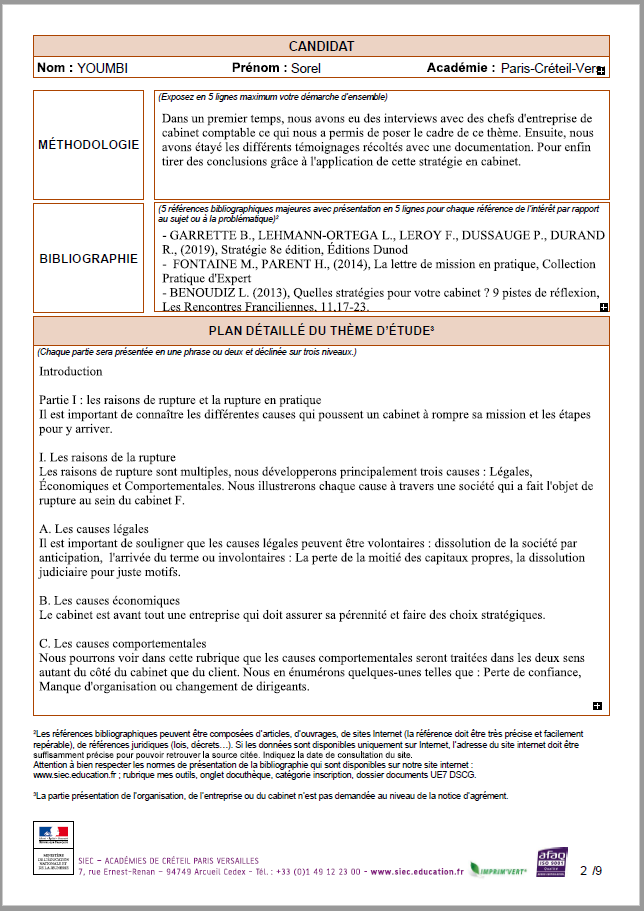 CANDIDAT
Nom : YOUMBI Prénom : Sorel Académie : Paris-Créteil-Vers
MÉTHODOLOGIE
(Exposez en 5 lignes maximum votre démarche d'ensemble)
Dans un premier temps, nous avons eu des interviews avec des chefs d'entreprise de
cabinet comptable ce qui nous a permis de poser le cadre de ce thème. Ensuite, nous
avons étayé les différents témoignages récoltés avec une documentation. Pour enfin
tirer des conclusions grâce à l'application de cette stratégie en cabinet.
BIBLIOGRAPHIE
(5 références bibliographiques majeures avec présentation en 5 lignes pour chaque référence de l'intérêt par rapport
au sujet ou à la problématique)²
- GARRETTE B., LEHMANN-ORTEGA L., LEROY F., DUSSAUGE P., DURAND
R., (2019), Stratégie 8e édition, Éditions Dunod
- FONTAINE M., PARENT H., (2014), La lettre de mission en pratique, Collection
Pratique d'Expert
- BENOUDIZ L. (2013), Quelles stratégies pour votre cabinet ? 9 pistes de réflexion,
Les Rencontres Franciliennes, 11,17-23.
PLAN DÉTAILLÉ DU THÈME D'ÉTUDE³
(Chaque partie sera présentée en une phrase ou deux et déclinée sur trois niveaux.)
Introduction
Partie I : les raisons de rupture et la rupture en pratique
Il est important de connaître les différentes causes qui poussent un cabinet à rompre sa mission et les étapes
pour y arriver.
I. Les raisons de la rupture
Les raisons de rupture sont multiples, nous développerons principalement trois causes : Légales,
Économiques et Comportementales. Nous illustrerons chaque cause à travers une société qui a fait l'objet de
rupture au sein du cabinet F.
A. Les causes légales
Il est important de souligner que les causes légales peuvent être volontaires : dissolution de la société par
anticipation, l'arrivée du terme ou involontaires : La perte de la moitié des capitaux propres, la dissolution
judiciaire pour juste motifs.
B. Les causes économiques
Le cabinet est avant tout une entreprise qui doit assurer sa pérennité et faire des choix stratégiques.
C. Les causes comportementales
Nous pourrons voir dans cette rubrique que les causes comportementales seront traitées dans les deux sens
autant du côté du cabinet que du client. Nous en énumérons quelques-unes telles que : Perte de confiance,
Manque d'organisation ou changement de dirigeants.
²Les références bibliographiques peuvent être composées d'articles, d'ouvrages, de sites Internet (la référence doit être très précise et facilement
repérable), de références juridiques (lois, décrets…). Si les données sont disponibles uniquement sur Internet, l'adresse du site internet doit être
suffisamment précise pour pouvoir retrouver la source citée. Indiquez la date de consultation du site.
Attention à bien respecter les normes de présentation de la bibliographie qui sont disponibles sur notre site internet :
www.siec.education.fr ; rubrique mes outils, onglet docuthèque, catégorie inscription, dossier documents UE7 DSCG.
³La partie présentation de l'organisation, de l'entreprise ou du cabinet n'est pas demandée au niveau de la notice d'agrément.
MINISTÈRE
DE L'ÉDUCATION
NATIONALE ET
DE LA JEUNESSE
SIEC – ACADÉMIES DE CRÉTEIL PARIS VERSAILLES
7, rue Ernest-Renan – 94749 Arcueil Cedex - Tél. : +33 (0)1 49 12 23 00 - www.siec.education.fr
IMPRIM'VERT®
afaq
ISO 9001
2 /9